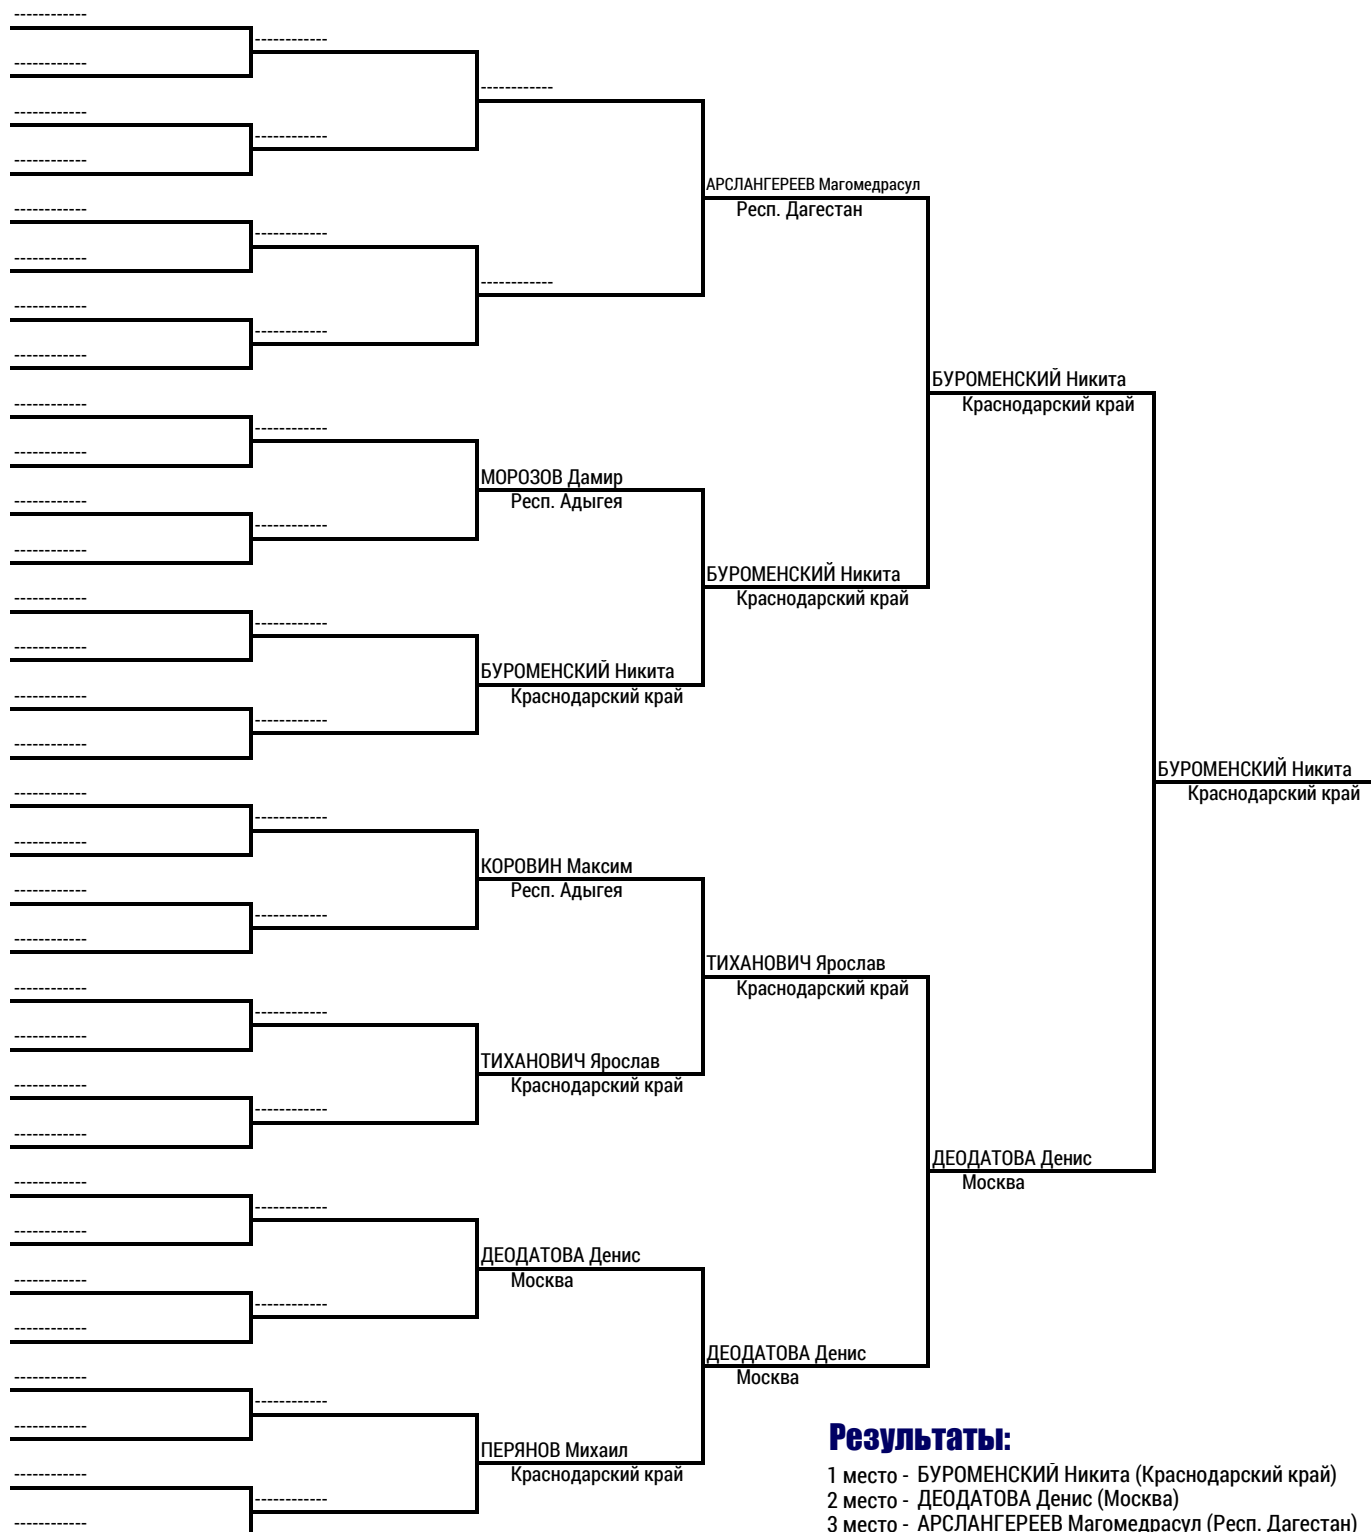 ------------
------------
------------
------------
------------
------------
------------
------------
------------
------------
АРСЛАНГЕРЕЕВ Магомедрасул
Респ. Дагестан
------------
------------
------------
------------
------------
------------
БУРОМЕНСКИЙ Никита
Краснодарский край
------------
------------
------------
МОРОЗОВ Дамир
Респ. Адыгея
------------
------------
------------
БУРОМЕНСКИЙ Никита
Краснодарский край
------------
------------
------------
БУРОМЕНСКИЙ Никита
Краснодарский край
------------
------------
------------
БУРОМЕНСКИЙ Никита
Краснодарский край
------------
------------
------------
КОРОВИН Максим
Респ. Адыгея
------------
------------
------------
ТИХАНОВИЧ Ярослав
Краснодарский край
------------
------------
------------
ТИХАНОВИЧ Ярослав
Краснодарский край
------------
------------
------------
ДЕОДАТОВА Денис
Москва
------------
------------
------------
ДЕОДАТОВА Денис
Москва
------------
------------
------------
ДЕОДАТОВА Денис
Москва
------------
------------
------------
ПЕРЯНОВ Михаил
Краснодарский край
------------
------------
------------
Результаты:
1 место - БУРОМЕНСКИЙ Никита (Краснодарский край)
2 место - ДЕОДАТОВА Денис (Москва)
3 место - АРСЛАНГЕРЕЕВ Магомедрасул (Респ. Дагестан)